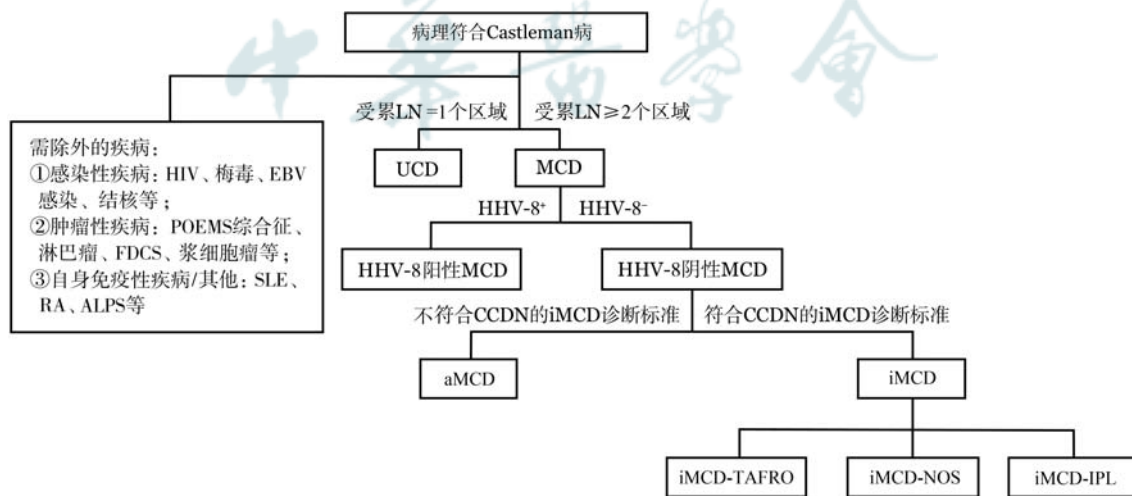 中华医学会
病理符合Castleman病
受累LN=1个区域 受累LN≥2个区域
需除外的疾病:
①感染性疾病: HIV、梅毒、EBV
感染、结核等;
②肿瘤性疾病: POEMS综合征、
淋巴瘤、FDCS、浆细胞瘤等;
③自身免疫性疾病/其他: SLE、
RA、ALPS等
UCD MCD
HHV-8⁺ HHV-8⁻
HHV-8阳性MCD HHV-8阴性MCD
不符合CCDN的iMCD诊断标准 符合CCDN的iMCD诊断标准
aMCD iMCD
iMCD-TAFRO iMCD-NOS iMCD-IPL